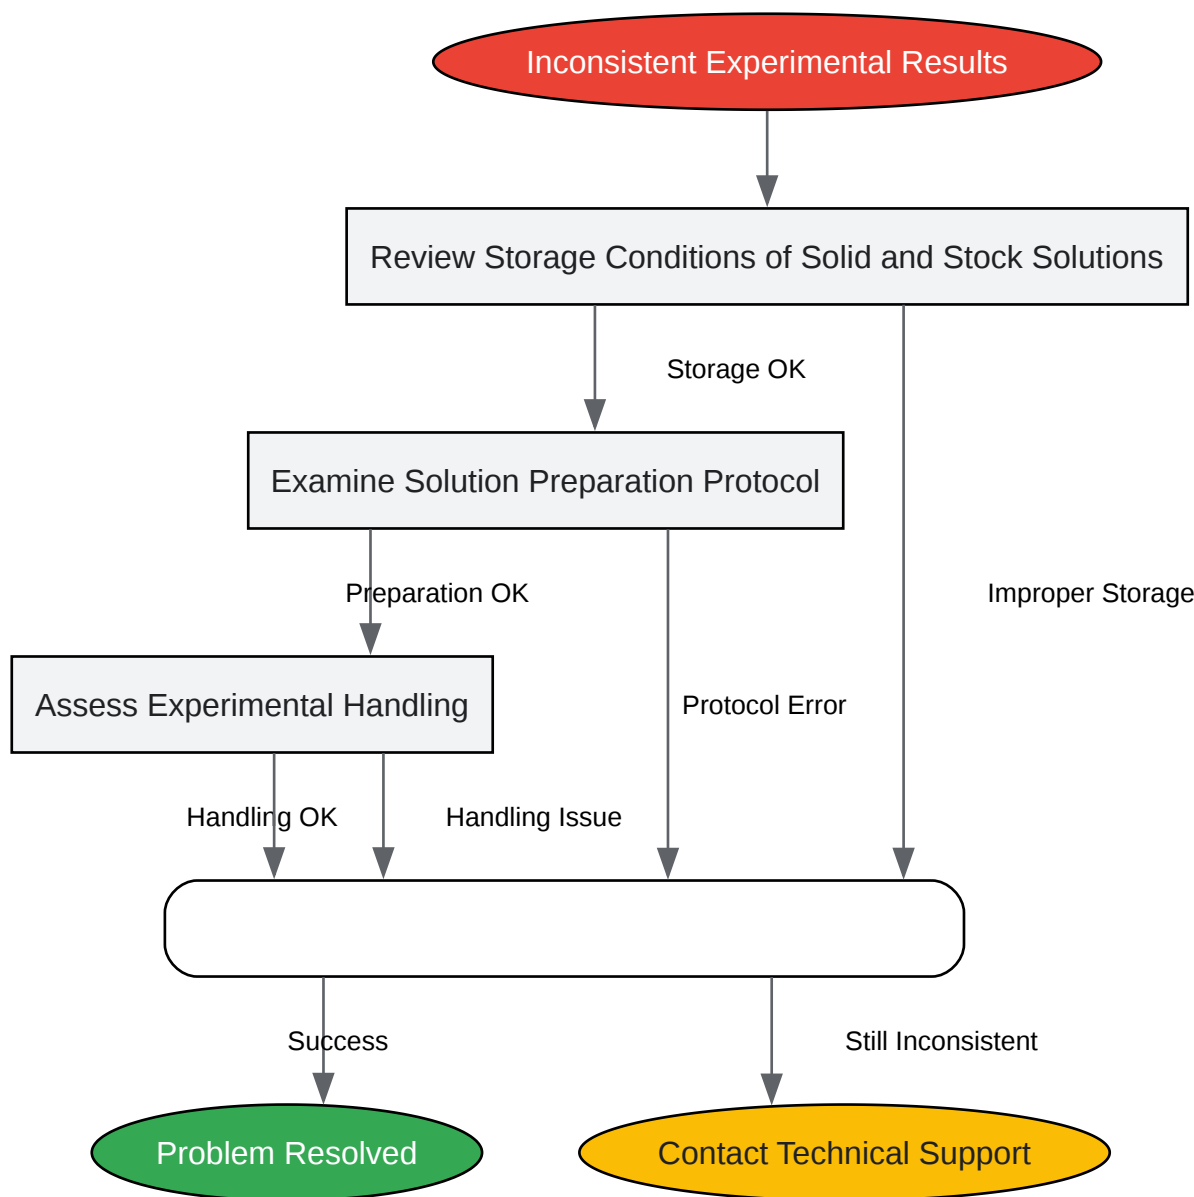 Inconsistent Experimental Results
Review Storage Conditions of Solid and Stock Solutions
Storage OK
Examine Solution Preparation Protocol
Preparation OK
Improper Storage
Assess Experimental Handling
Protocol Error
Handling OK
Handling Issue
Success
Still Inconsistent
Problem Resolved
Contact Technical Support